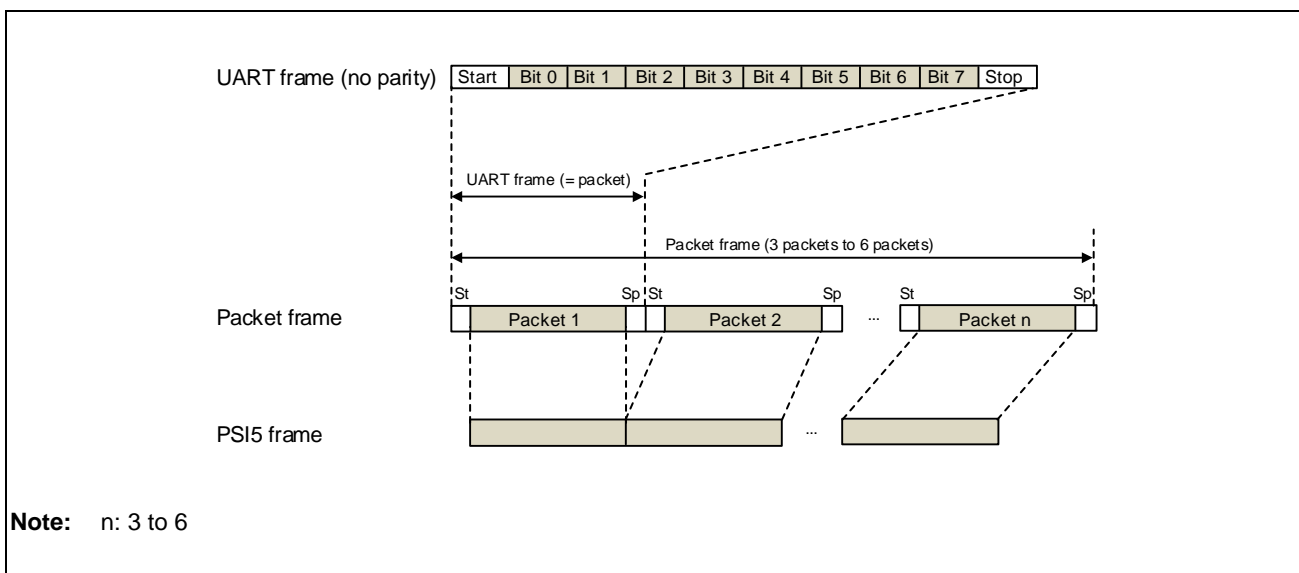 UART frame (no parity) Start Bit 0 Bit 1 Bit 2 Bit 3 Bit 4 Bit 5 Bit 6 Bit 7 Stop
UART frame (= packet)
Packet frame (3 packets to 6 packets)
St Sp St Sp St Sp
Packet frame Packet 1 Packet 2 ... Packet n
PSI5 frame ...
Note: n: 3 to 6